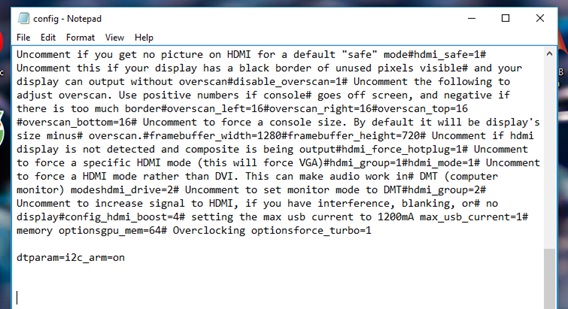 config - Notepad
File Edit Format View Help
Uncomment if you get no picture on HDMI for a default "safe" mode#hdmi_safe=1#
Uncomment this if your display has a black border of unused pixels visible# and your
display can output without overscan#disable_overscan=1# Uncomment the following to
adjust overscan. Use positive numbers if console# goes off screen, and negative if
there is too much border#overscan_left=16#overscan_right=16#overscan_top=16
#overscan_bottom=16# Uncomment to force a console size. By default it will be display's
size minus# overscan.#framebuffer_width=1280#framebuffer_height=720# Uncomment if hdmi
display is not detected and composite is being output#hdmi_force_hotplug=1# Uncomment
to force a specific HDMI mode (this will force VGA)#hdmi_group=1#hdmi_mode=1# Uncomment
to force a HDMI mode rather than DVI. This can make audio work in# DMT (computer
monitor) modeshdmi_drive=2# Uncomment to set monitor mode to DMT#hdmi_group=2#
Uncomment to increase signal to HDMI, if you have interference, blanking, or# no
display#config_hdmi_boost=4# setting the max usb current to 1200mA max_usb_current=1#
memory optionsgpu_mem=64# Overclocking optionsforce_turbo=1
dtparam=i2c_arm=on